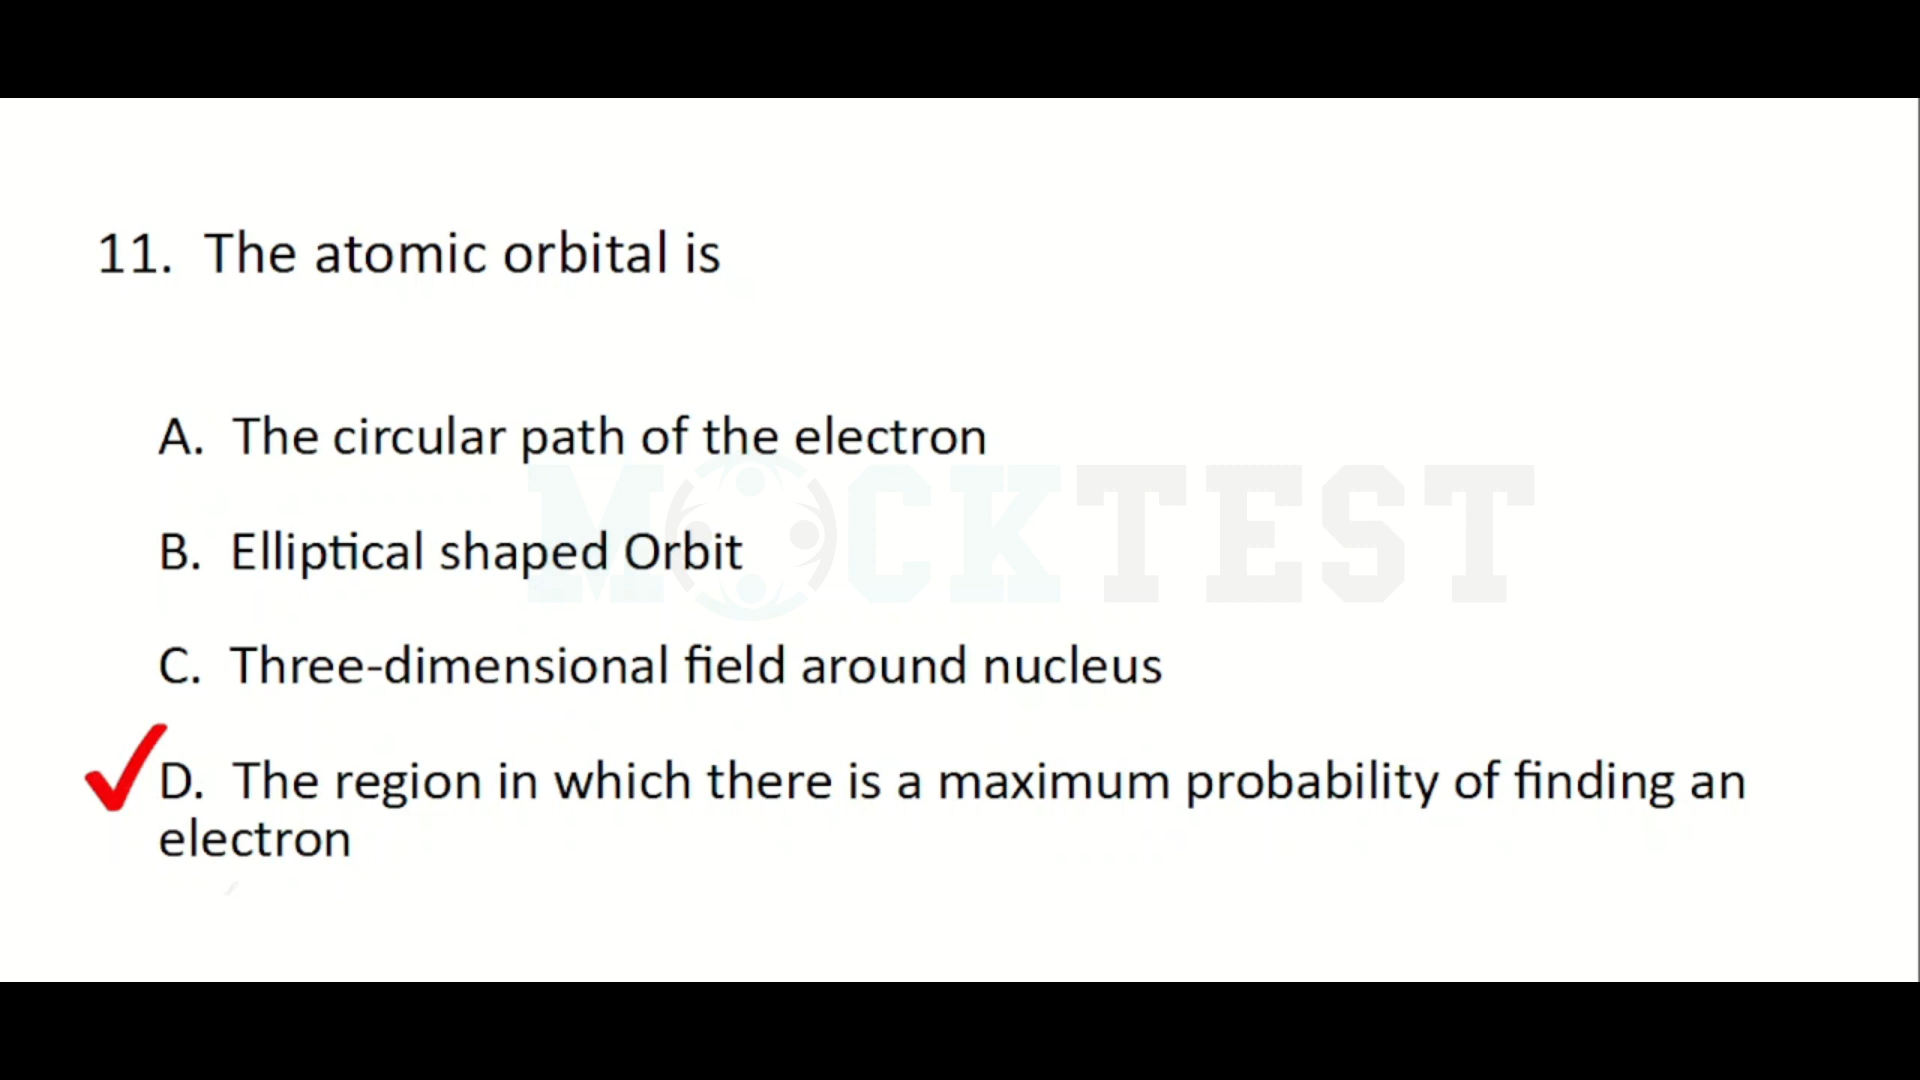 11. The atomic orbital is
A. The circular path of the electron
MOCKTEST
B. Elliptical shaped Orbit
C. Three-dimensional field around nucleus
D. The region in which there is a maximum probability of finding an
electron